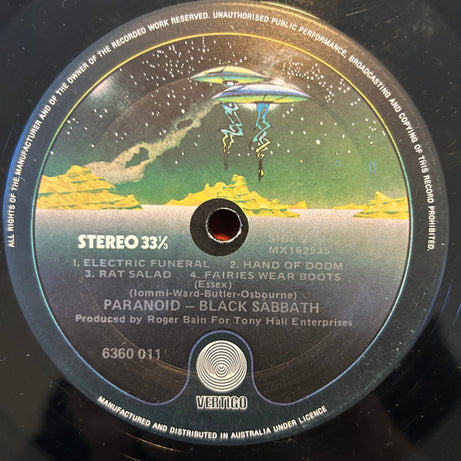 ALL RIGHTS OF THE MANUFACTURER AND OF THE OWNER OF THE RECORDED WORK RESERVED. UNAUTHORISED PUBLIC PERFORMANCE, BROADCASTING AND COPYING OF THIS RECORD PROHIBITED.
STEREO 33⅓
SIDE 2
MX162535
1. ELECTRIC FUNERAL 2. HAND OF DOOM
3. RAT SALAD 4. FAIRIES WEAR BOOTS
(Essex)
(Iommi-Ward-Butler-Osbourne)
PARANOID – BLACK SABBATH
Produced by Roger Bain For Tony Hall Enterprises
6360 011
VERTIGO
MANUFACTURED AND DISTRIBUTED IN AUSTRALIA UNDER LICENCE